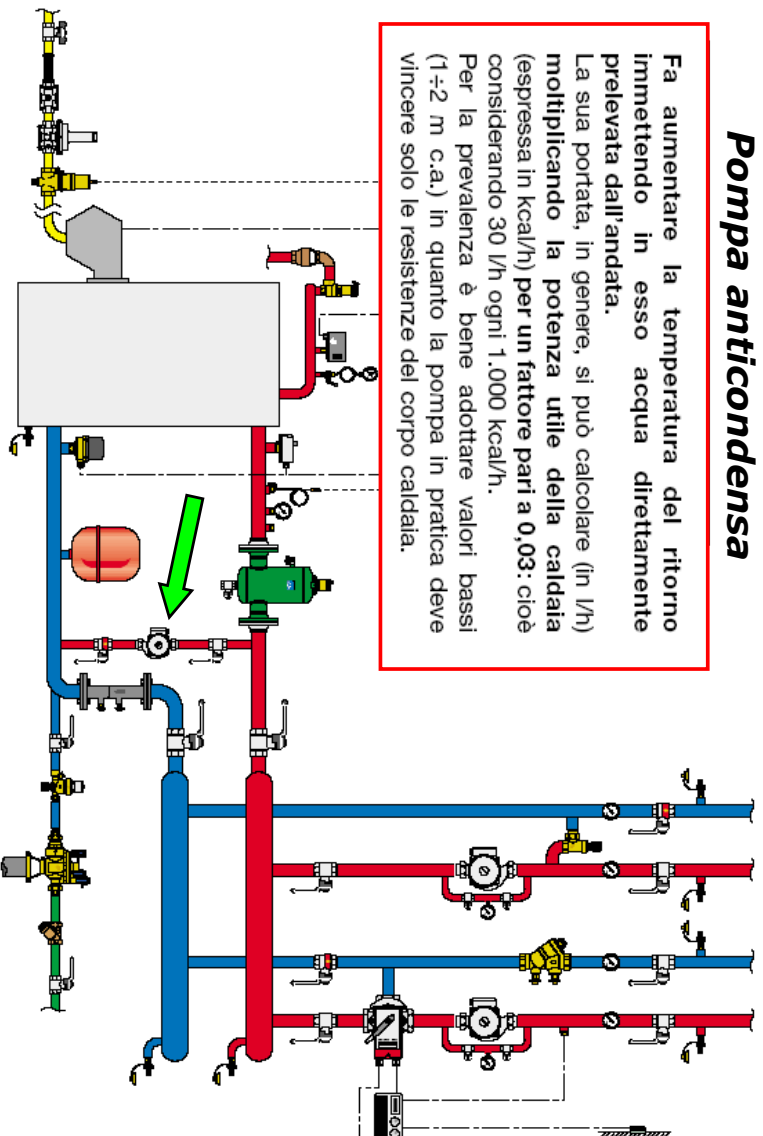 Pompa anticondensa
Fa aumentare la temperatura del ritorno
immettendo in esso acqua direttamente
prelevata dall'andata.
La sua portata, in genere, si può calcolare (in l/h)
moltiplicando la potenza utile della caldaia
(espressa in kcal/h) per un fattore pari a 0,03: cioè
considerando 30 l/h ogni 1.000 kcal/h.
Per la prevalenza è bene adottare valori bassi
(1÷2 m c.a.) in quanto la pompa in pratica deve
vincere solo le resistenze del corpo caldaia.